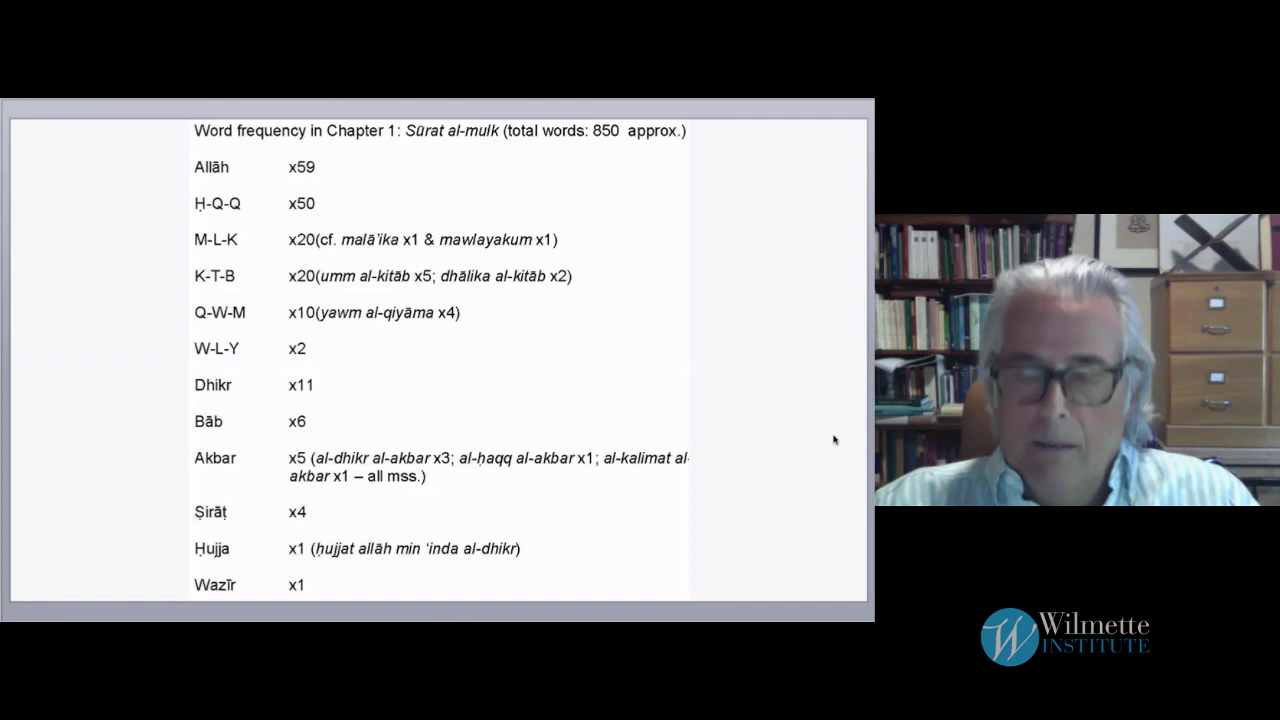 Word frequency in Chapter 1: Sūrat al-mulk (total words: 850 approx.)
Allāh x59
Ḥ-Q-Q x50
M-L-K x20(cf. malā’ika x1 & mawlayakum x1)
K-T-B x20(umm al-kitāb x5; dhālika al-kitāb x2)
Q-W-M x10(yawm al-qiyāma x4)
W-L-Y x2
Dhikr x11
Bāb x6
Akbar x5 (al-dhikr al-akbar x3; al-ḥaqq al-akbar x1; al-kalimat al-
akbar x1 – all mss.)
Ṣirāṭ x4
Ḥujja x1 (ḥujjat allāh min ‘inda al-dhikr)
Wazīr x1
Wilmette
INSTITUTE